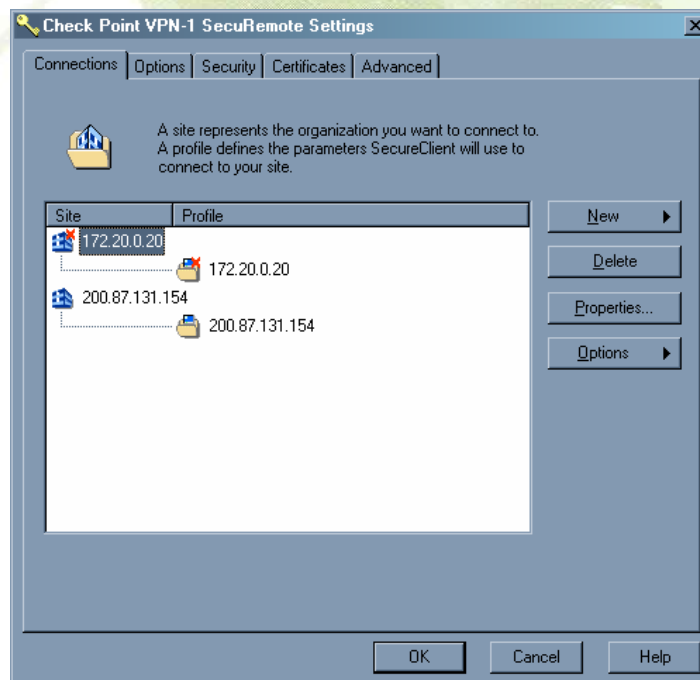 Check Point VPN-1 SecuRemote Settings
Connections Options Security Certificates Advanced
A site represents the organization you want to connect to.
A profile defines the parameters SecureClient will use to
connect to your site.
Site Profile
172.20.0.20
172.20.0.20
200.87.131.154
200.87.131.154
New
Delete
Properties...
Options
OK Cancel Help